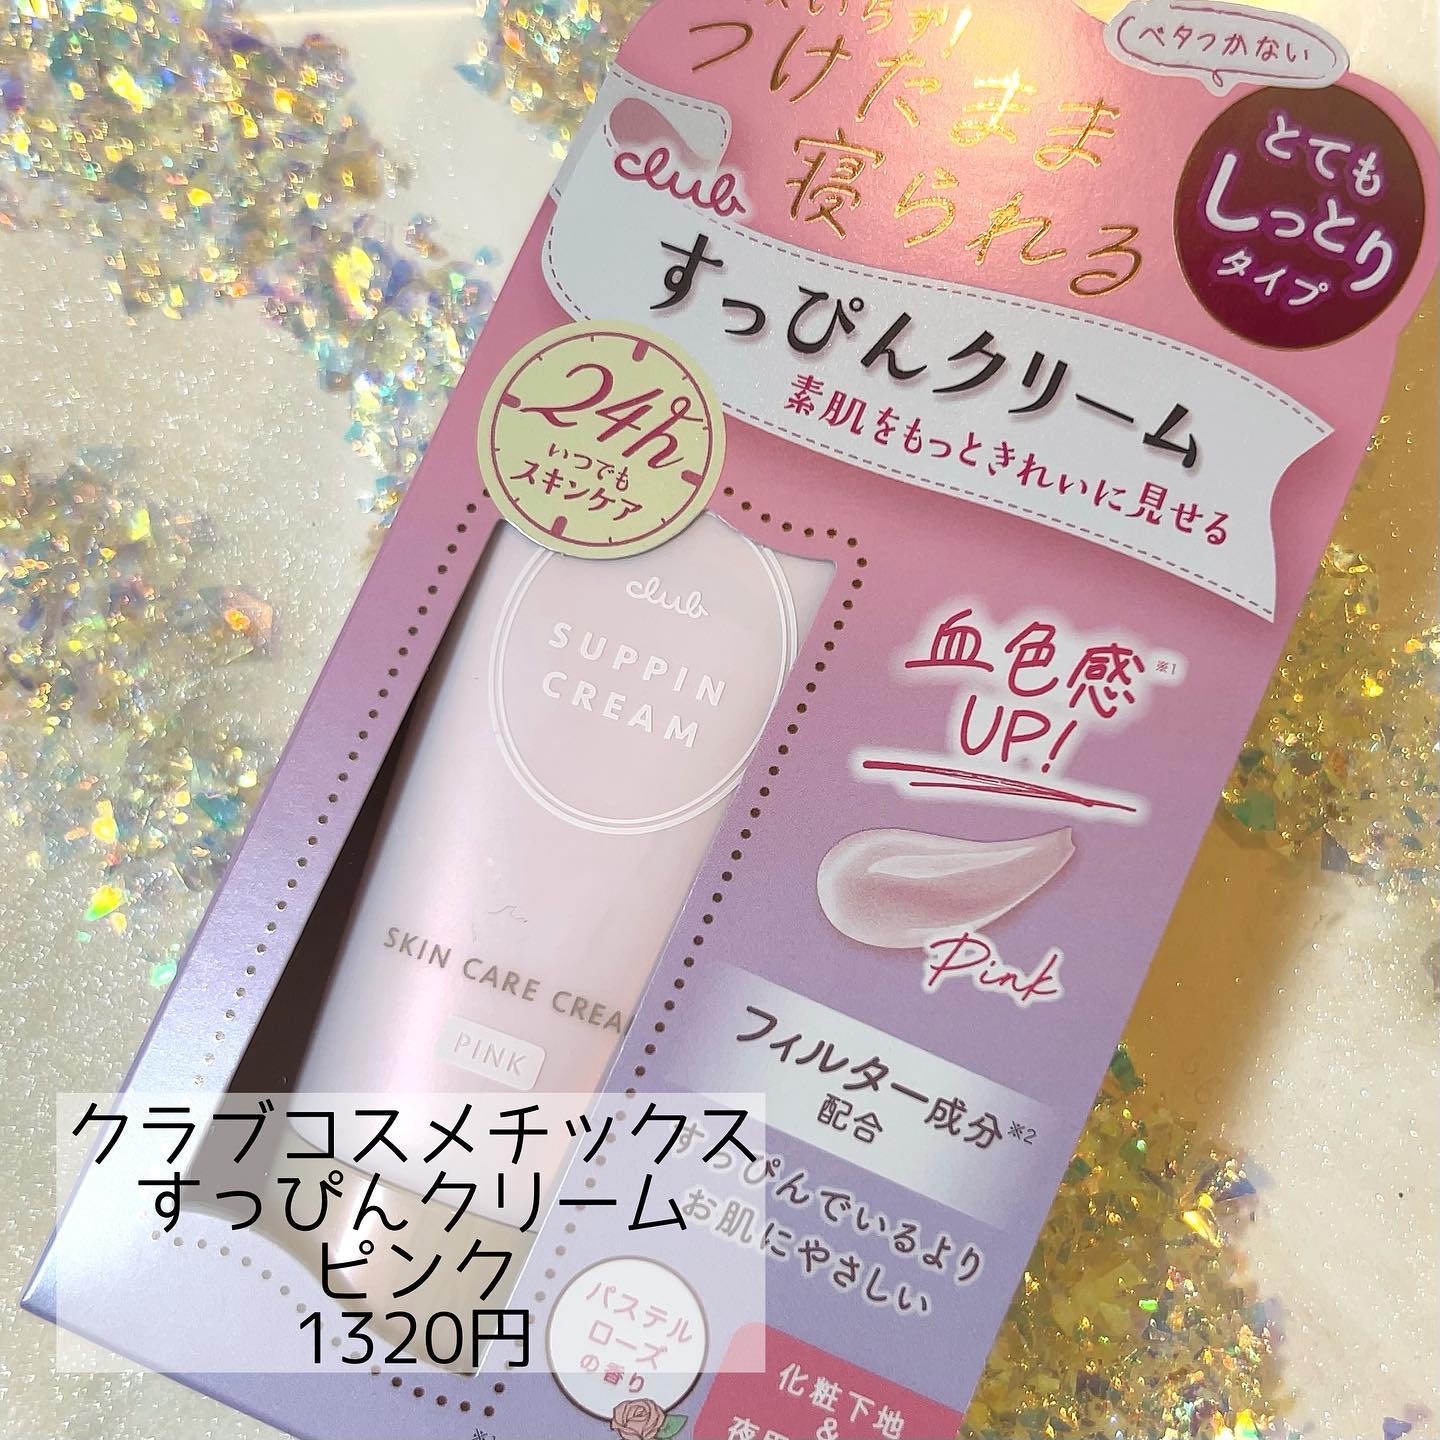 つけたまま
寝られる
ベタつかない
とても
しっとり
タイプ
club
すっぴんクリーム
素肌をもっときれいに見せる
24h
いつでも
スキンケア
club
SUPPIN
CREAM
SKIN CARE CREA
PINK
血色感※1
UP!
Pink
フィルター成分※2
配合
すっぴんでいるより
お肌にやさしい
パステル
ローズ
の香り
化粧下地
&
クラブコスメチックス
すっぴんクリーム
ピンク
1320円